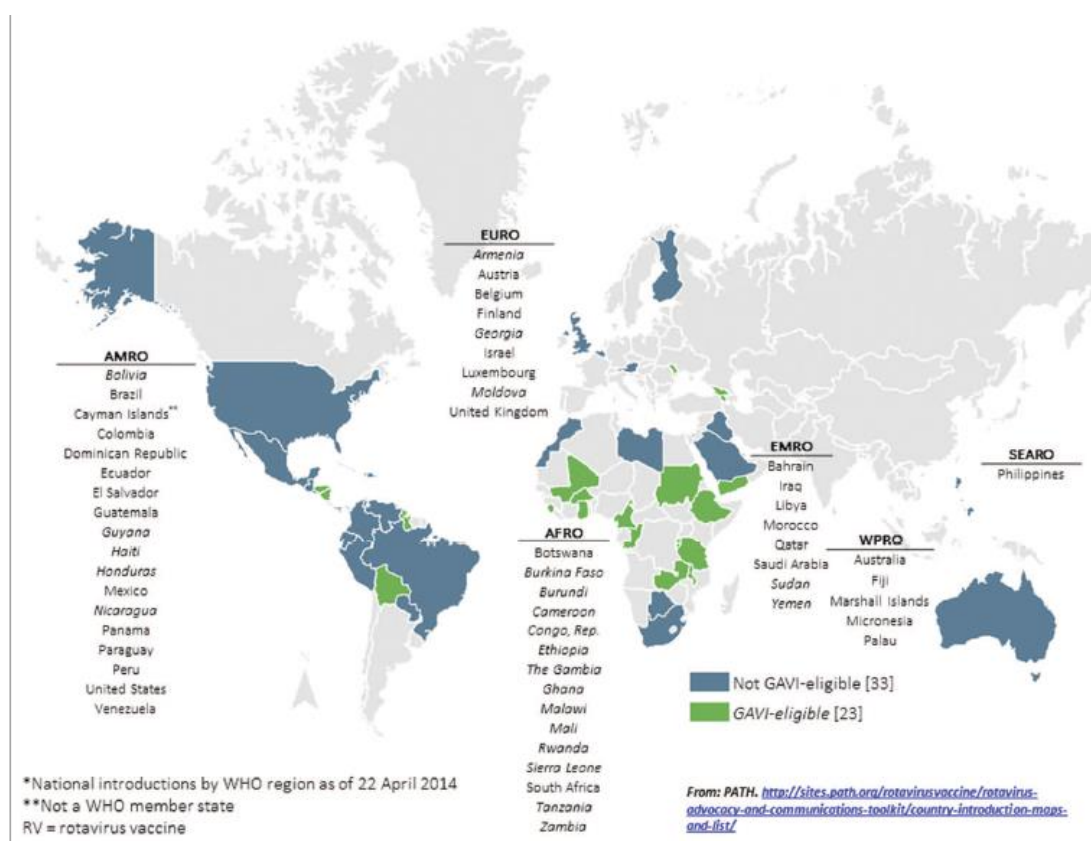 EURO
Armenia
Austria
Belgium
Finland
Georgia
Israel
Luxembourg
Moldova
United Kingdom
AMRO
Bolivia
Brazil
Cayman Islands**
Colombia
Dominican Republic
Ecuador
El Salvador
Guatemala
Guyana
Haiti
Honduras
Mexico
Nicaragua
Panama
Paraguay
Peru
United States
Venezuela
AFRO
Botswana
Burkina Faso
Burundi
Cameroon
Congo, Rep.
Ethiopia
The Gambia
Ghana
Malawi
Mali
Rwanda
Sierra Leone
South Africa
Tanzania
Zambia
EMRO
Bahrain
Iraq
Libya
Morocco
Qatar
Saudi Arabia
Sudan
Yemen
SEARO
Philippines
WPRO
Australia
Fiji
Marshall Islands
Micronesia
Palau
Not GAVI-eligible [33]
GAVI-eligible [23]
*National introductions by WHO region as of 22 April 2014
**Not a WHO member state
RV = rotavirus vaccine
From: PATH. http://sites.path.org/rotavirusvaccine/rotavirus-
advocacy-and-communications-toolkit/country-introduction-maps-
and-list/